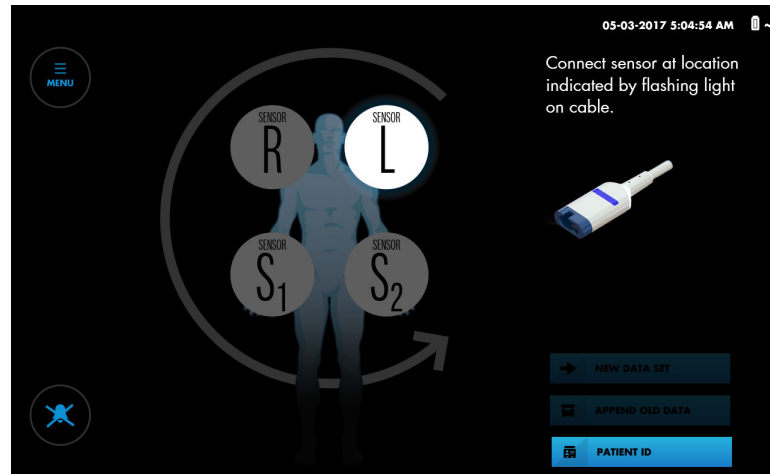 05-03-2017 5:04:54 AM
MENU
Connect sensor at location
indicated by flashing light
on cable.
SENSOR
R
SENSOR
L
SENSOR
S1
SENSOR
S2
NEW DATA SET
APPEND OLD DATA
PATIENT ID